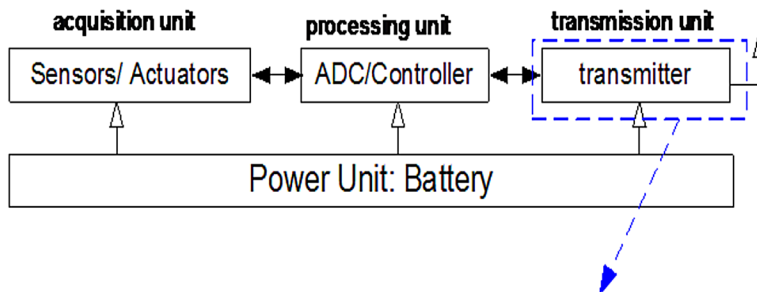 acquisition unit
processing unit
transmission unit
Sensors/ Actuators
ADC/Controller
transmitter
Power Unit: Battery